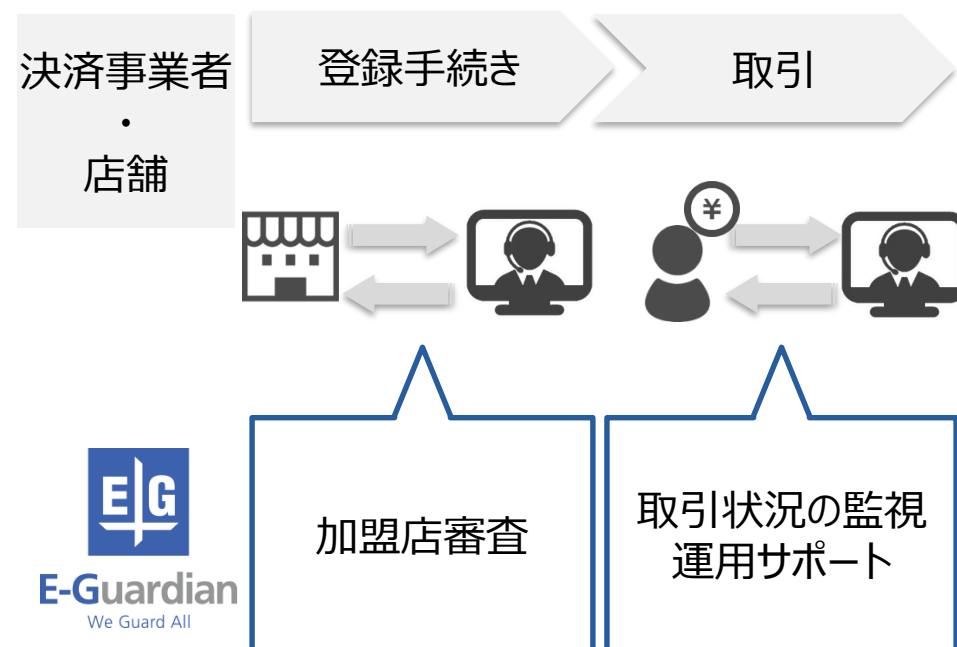 決済事業者
・
店舗
登録手続き
取引
¥
加盟店審査
取引状況の監視
運用サポート
EG
E-Guardian
We Guard All